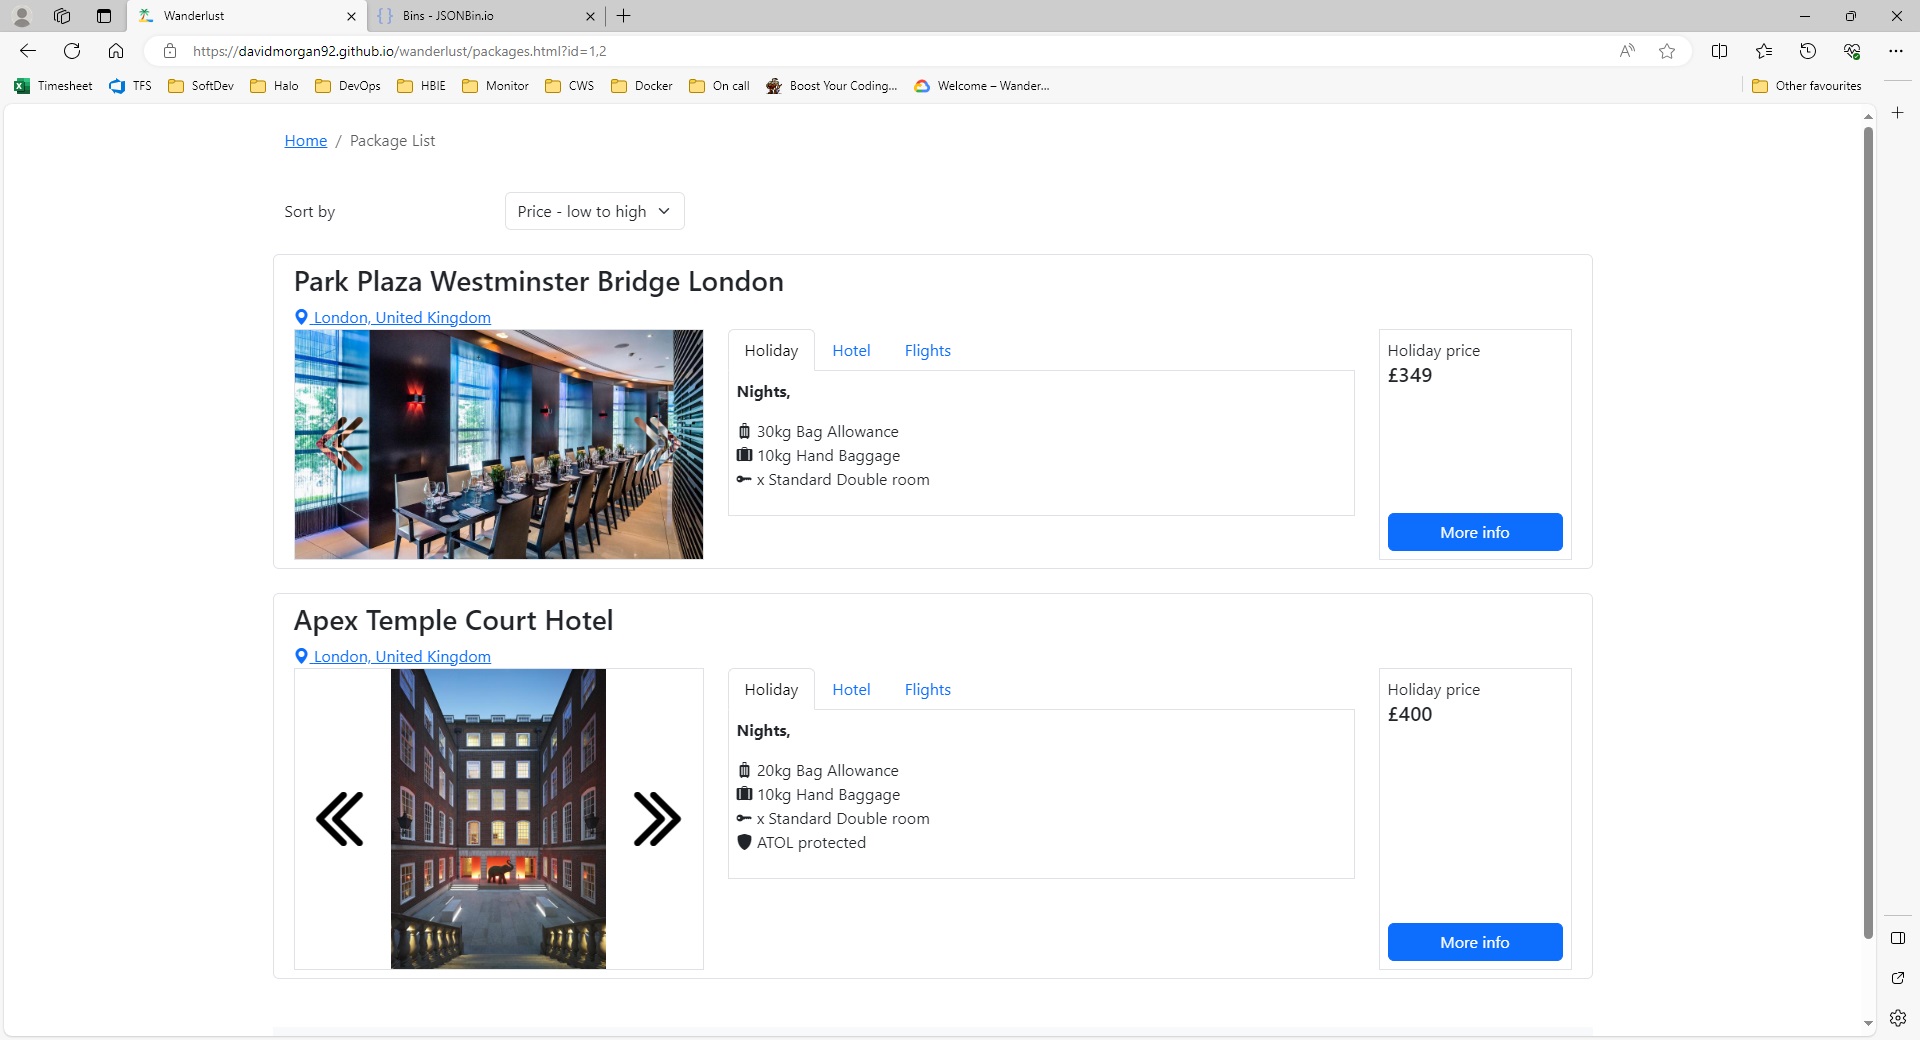 Wanderlust
Bins - JSONBin.io
https://davidmorgan92.github.io/wanderlust/packages.html?id=1,2
Timesheet TFS SoftDev Halo DevOps HBIE Monitor CWS Docker On call Boost Your Coding... Welcome – Wander... Other favourites
Home / Package List
Sort by Price - low to high
Park Plaza Westminster Bridge London
London, United Kingdom
Holiday Hotel Flights
Nights,
30kg Bag Allowance
10kg Hand Baggage
x Standard Double room
Holiday price
£349
More info
Apex Temple Court Hotel
London, United Kingdom
Holiday Hotel Flights
Nights,
20kg Bag Allowance
10kg Hand Baggage
x Standard Double room
ATOL protected
Holiday price
£400
More info